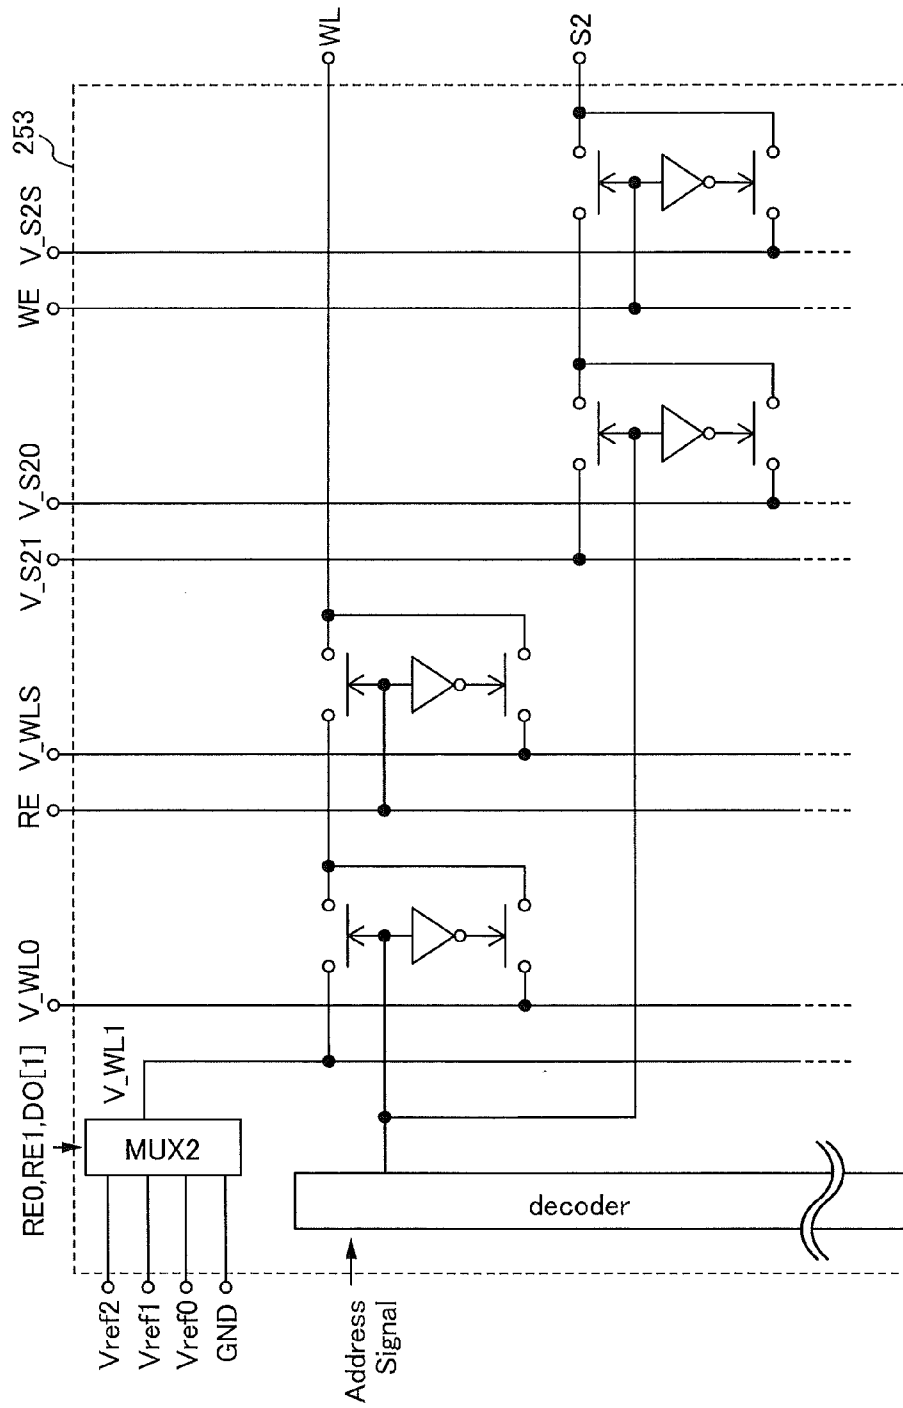 RE0,RE1,DO[1]
V_WL1
V_WL0
RE
V_WLS
V_S21
V_S20
WE
V_S2S
253
WL
S2
MUX2
Vref2
Vref1
Vref0
GND
decoder
Address
Signal